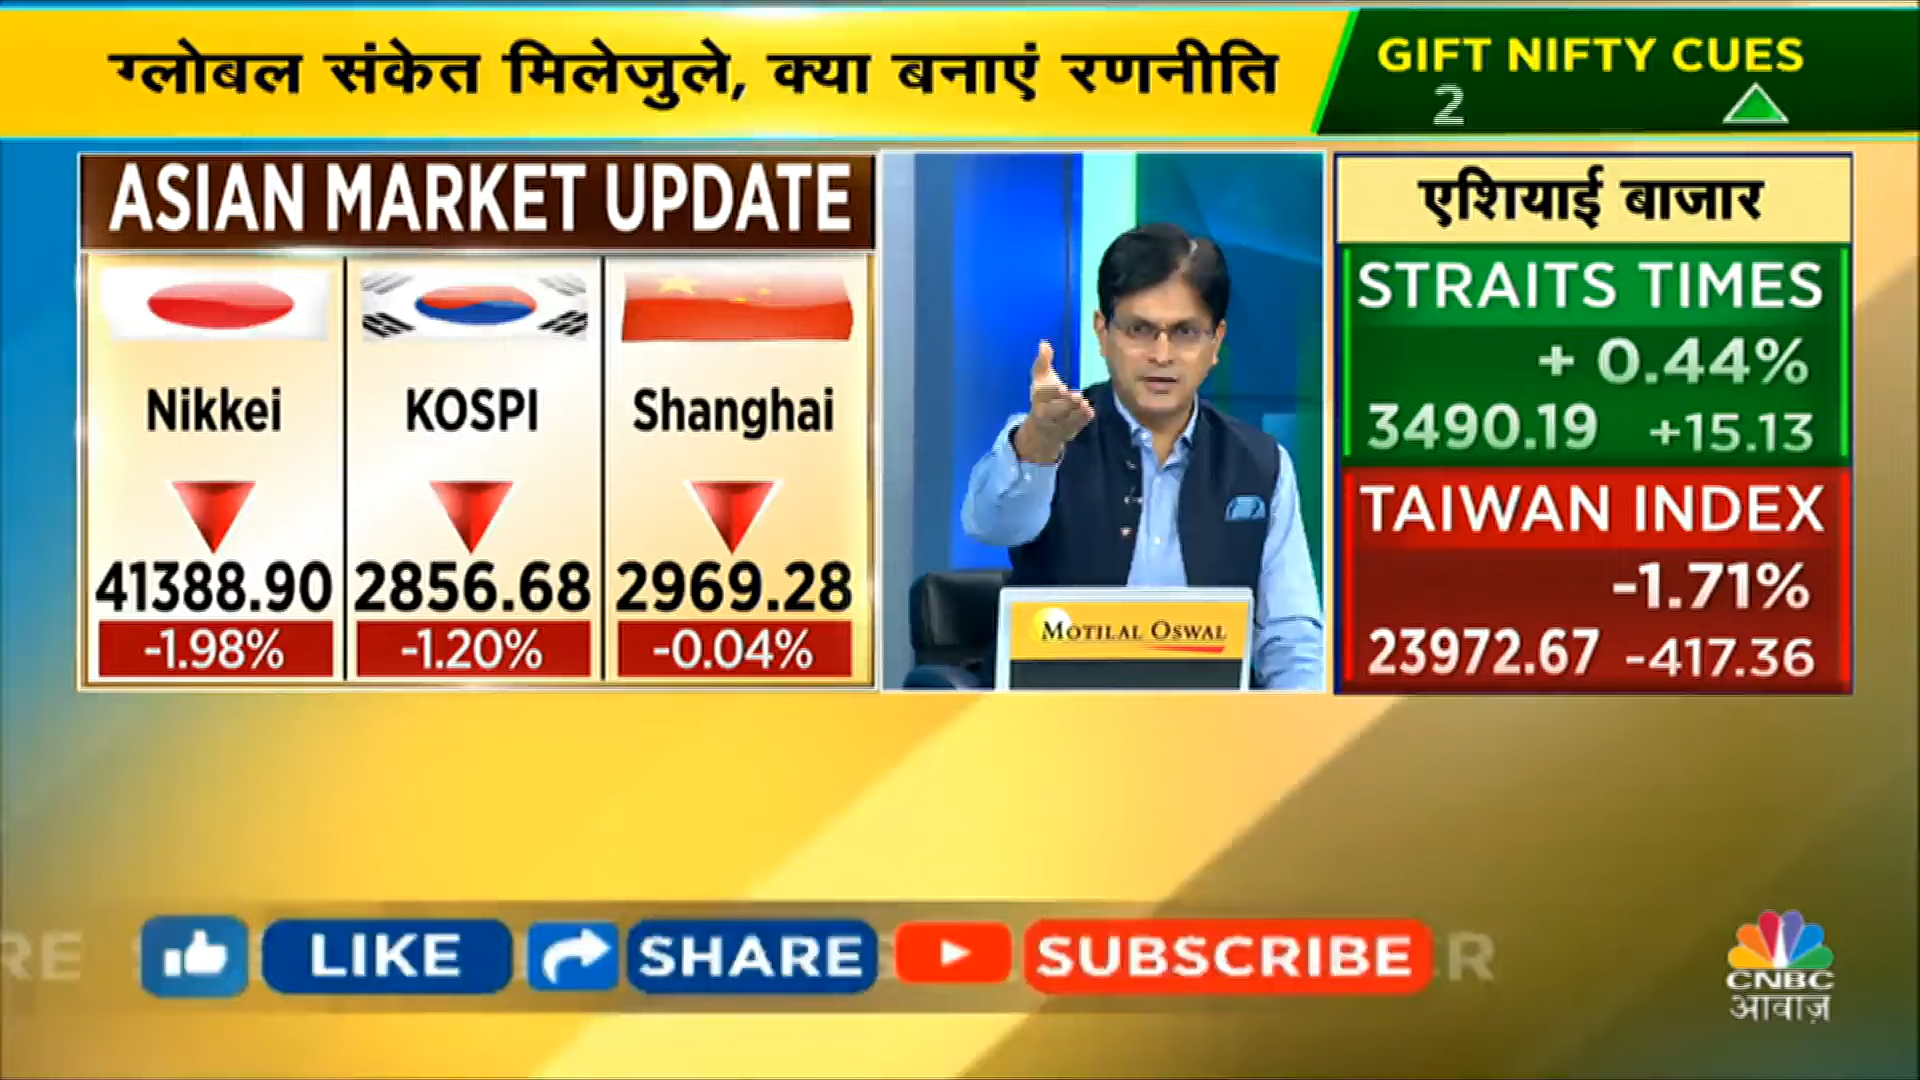 ग्लोबल संकेत मिलेजुले, क्या बनाएं रणनीति
GIFT NIFTY CUES
2
ASIAN MARKET UPDATE
Nikkei
41388.90
-1.98%
KOSPI
2856.68
-1.20%
Shanghai
2969.28
-0.04%
MOTILAL OSWAL
एशियाई बाजार
STRAITS TIMES
+ 0.44%
3490.19 +15.13
TAIWAN INDEX
-1.71%
23972.67 -417.36
LIKE SHARE SUBSCRIBE
CNBC
आवाज़